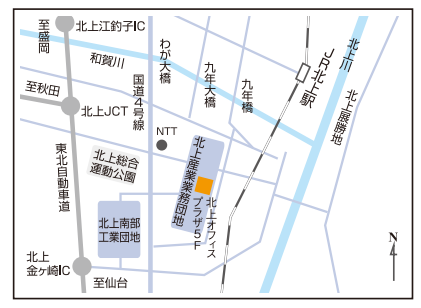 至盛岡
北上江釣子IC
和賀川
至秋田
北上JCT
東北自動車道
国道4号線
わが大橋
九年大橋
九年橋
JR北上駅
北上川
北上展勝地
NTT
北上総合
運動公園
北上産業業務団地
北上オフィス
プラザ5F
北上南部
工業団地
北上
金ヶ崎IC
至仙台
N